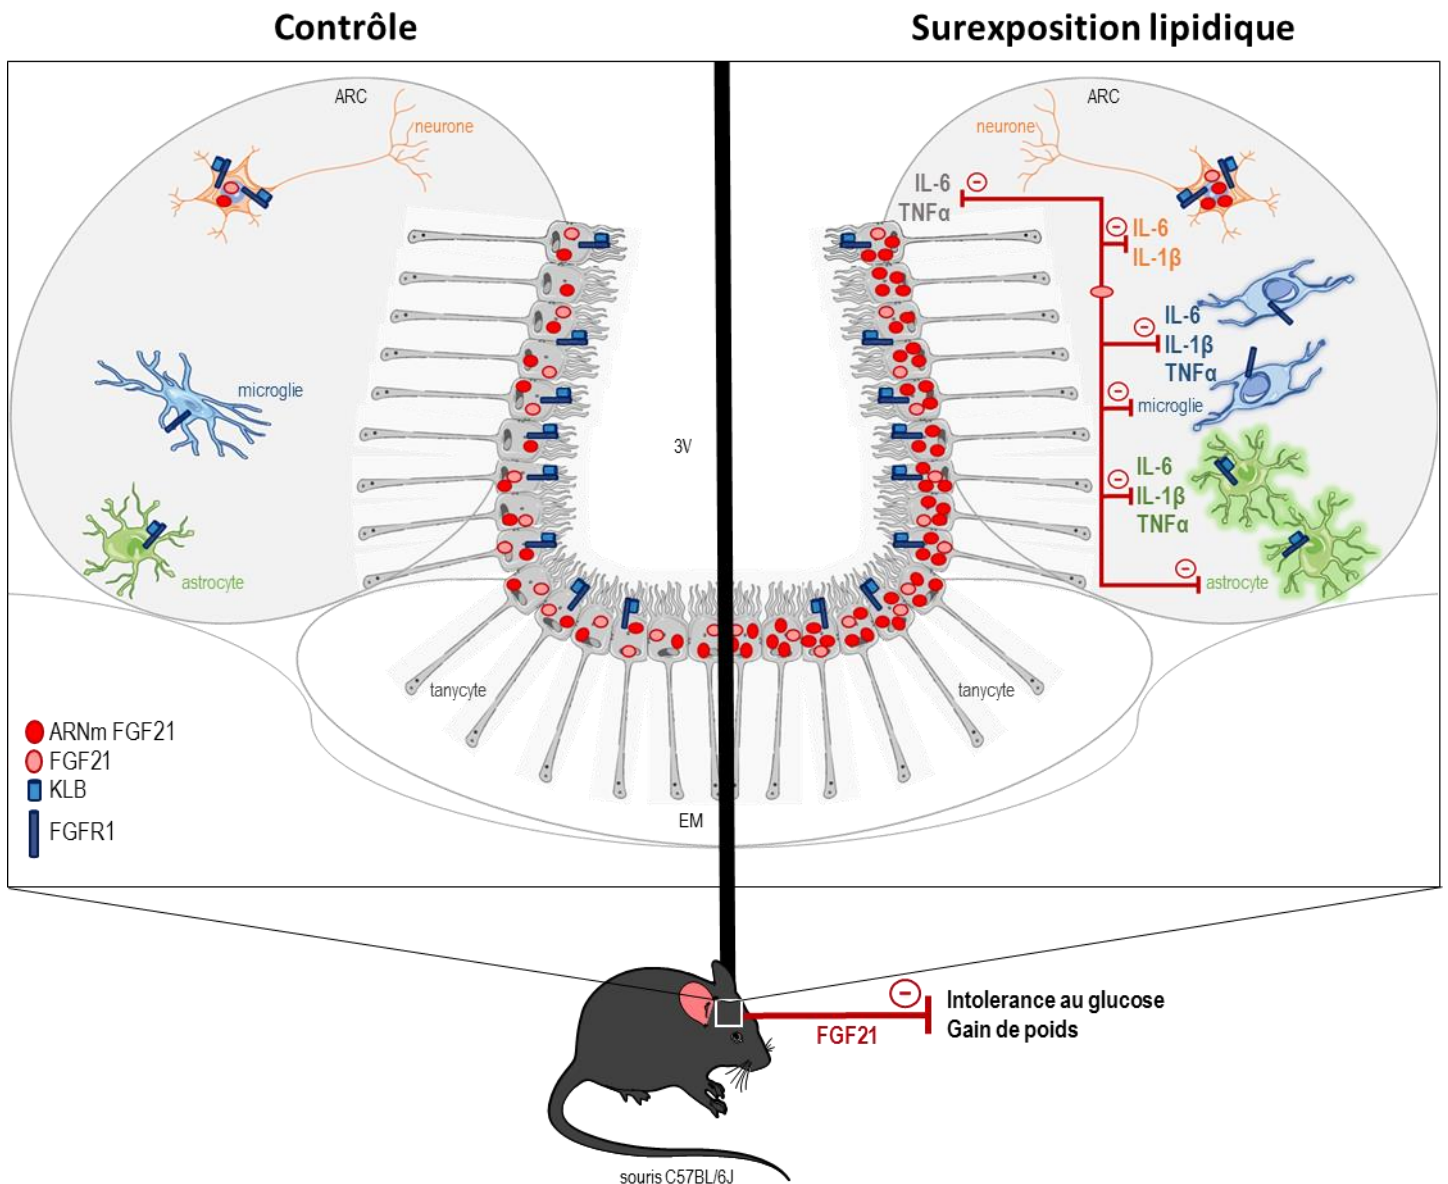 Contrôle
Surexposition lipidique
ARC
neurone
microglie
astrocyte
tanycyte
3V
EM
ARC
neurone
IL-6
TNFα
IL-6
IL-1β
IL-6
IL-1β
TNFα
microglie
IL-6
IL-1β
TNFα
astrocyte
tanycyte
ARNm FGF21
FGF21
KLB
FGFR1
FGF21
Intolerance au glucose
Gain de poids
souris C57BL/6J